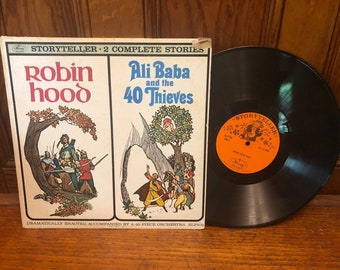 STORYTELLER • 2 COMPLETE STORIES
Robin
Hood
Ali Baba
and the
40 Thieves
DRAMATICALLY ENACTED ACCOMPANIED BY A 40 PIECE ORCHESTRA
STORYTELLER